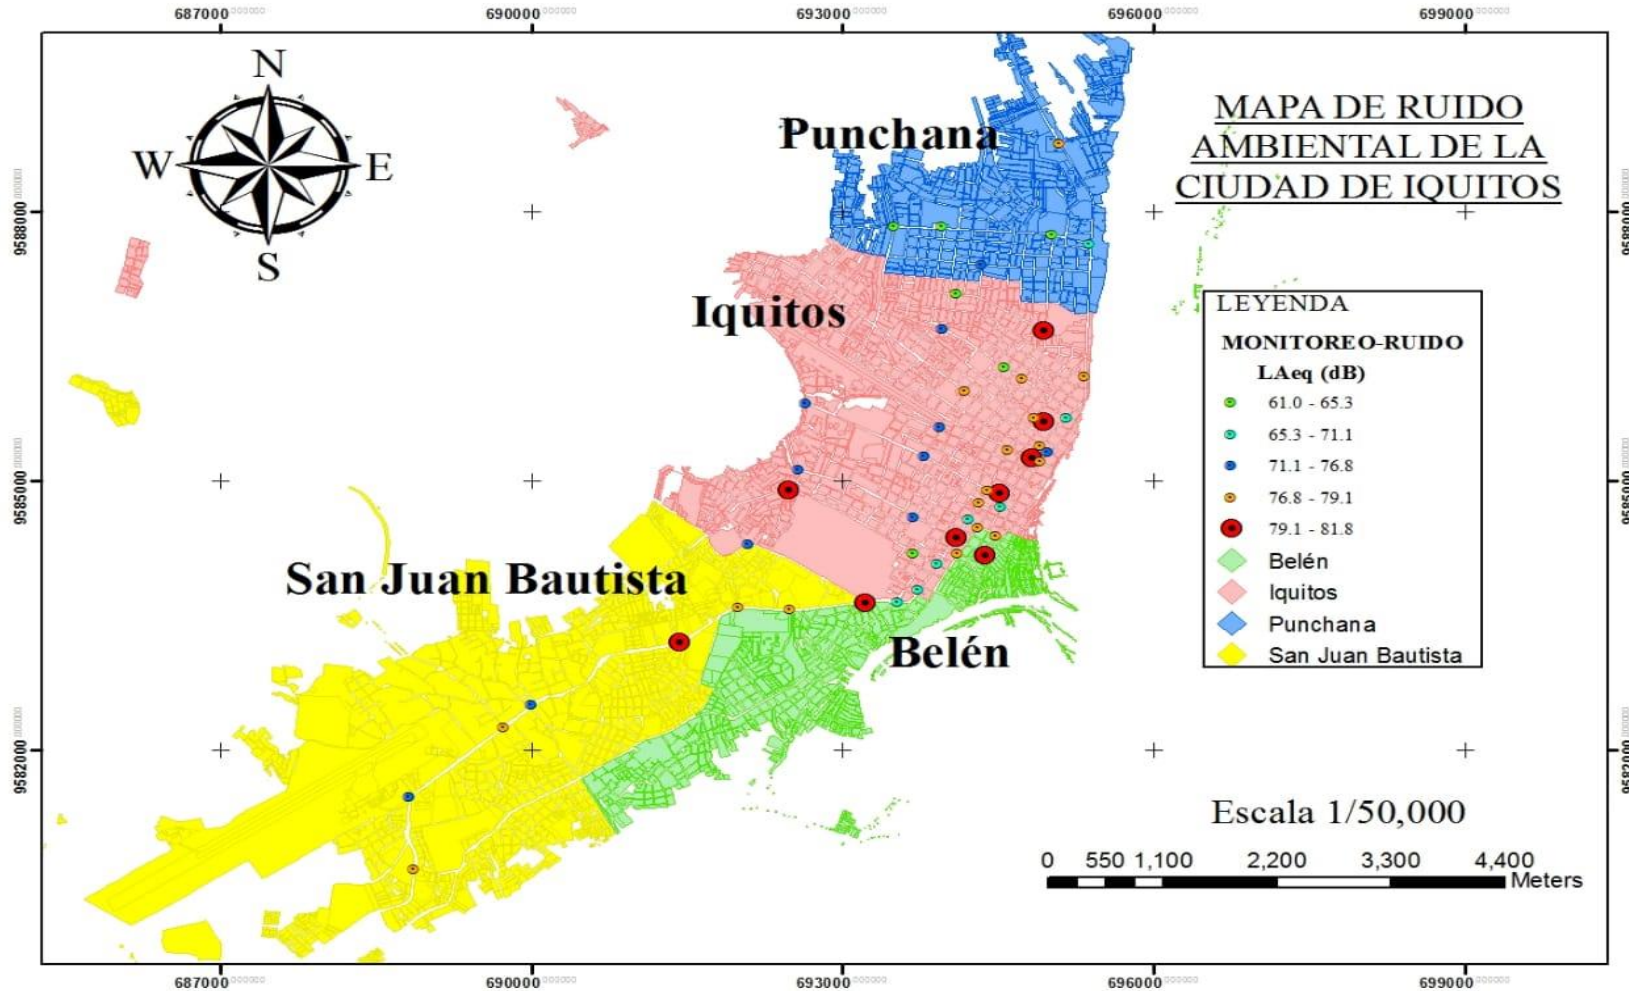 687000 690000 693000 696000 699000
N
W E
S
MAPA DE RUIDO
AMBIENTAL DE LA
CIUDAD DE IQUITOS
Punchana
9588000 9588000
Iquitos
LEYENDA
MONITOREO-RUIDO
LAeq (dB)
61.0 - 65.3
65.3 - 71.1
71.1 - 76.8
76.8 - 79.1
79.1 - 81.8
Belén
Iquitos
Punchana
San Juan Bautista
9585000 9585000
San Juan Bautista
Belén
9582000 9582000
Escala 1/50,000
0 550 1,100 2,200 3,300 4,400
Meters
687000 690000 693000 696000 699000